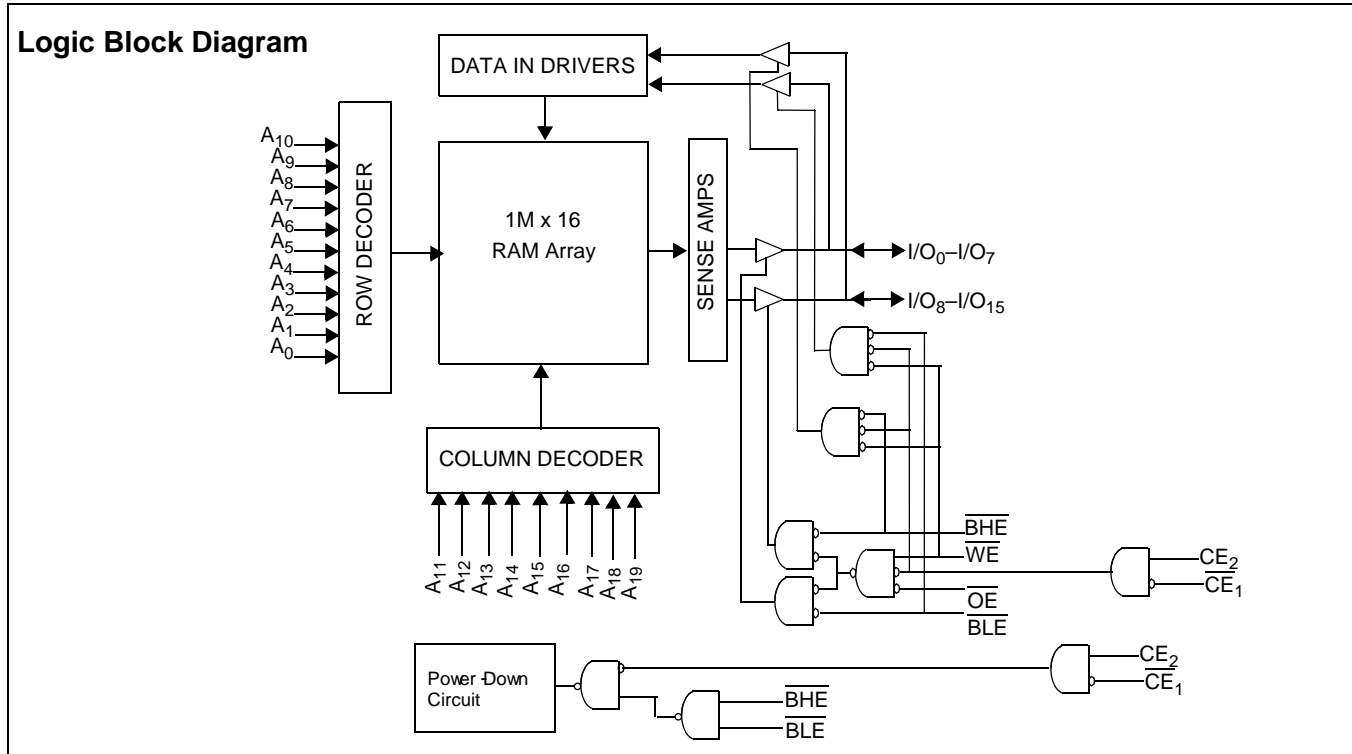 Logic Block Diagram
DATA IN DRIVERS
A10
A9
A8
A7
A6
A5
A4
A3
A2
A1
A0
ROW DECODER
1M x 16
RAM Array
SENSE AMPS
I/O0–I/O7
I/O8–I/O15
COLUMN DECODER
A11
A12
A13
A14
A15
A16
A17
A18
A19
BHE
WE
OE
BLE
CE2
CE1
Power-Down
Circuit
BHE
BLE
CE2
CE1